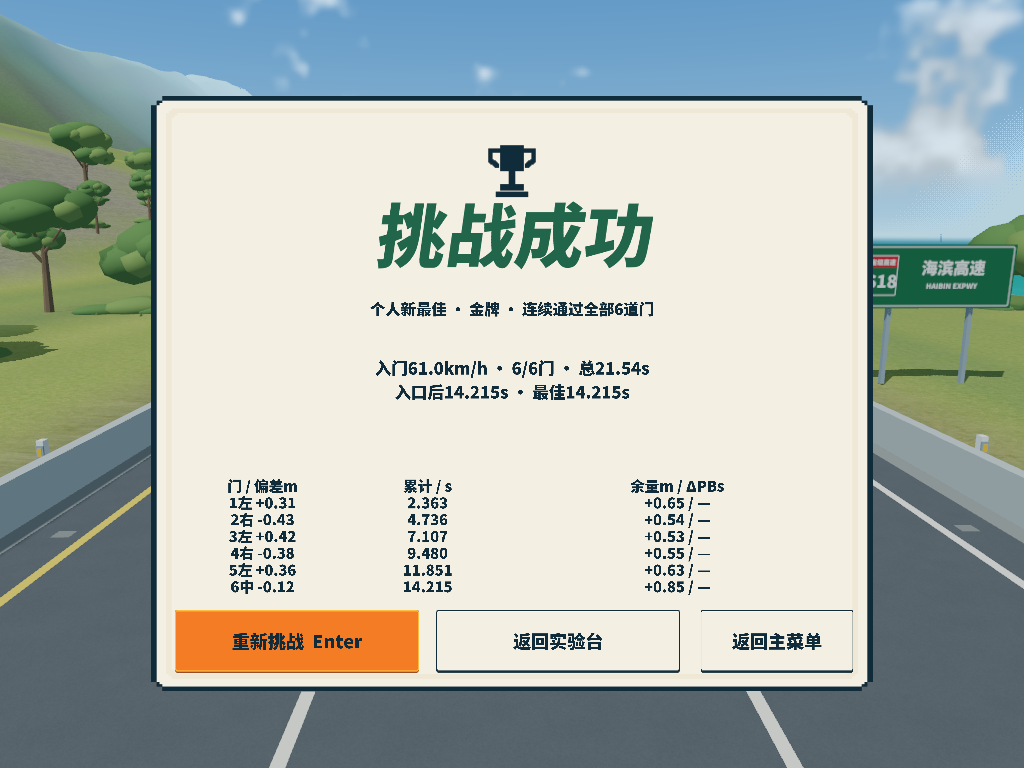 挑战成功
个人新最佳 · 金牌 · 连续通过全部6道门
入门61.0km/h · 6/6门 · 总21.54s
入口后14.215s · 最佳14.215s
门 / 偏差m 累计 / s 余量m / ΔPBs
1左 +0.31 2.363 +0.65 / —
2右 -0.43 4.736 +0.54 / —
3左 +0.42 7.107 +0.53 / —
4右 -0.38 9.480 +0.55 / —
5左 +0.36 11.851 +0.63 / —
6中 -0.12 14.215 +0.85 / —
重新挑战 Enter
返回实验台
返回主菜单
海滨高速
HAIBIN EXPWY